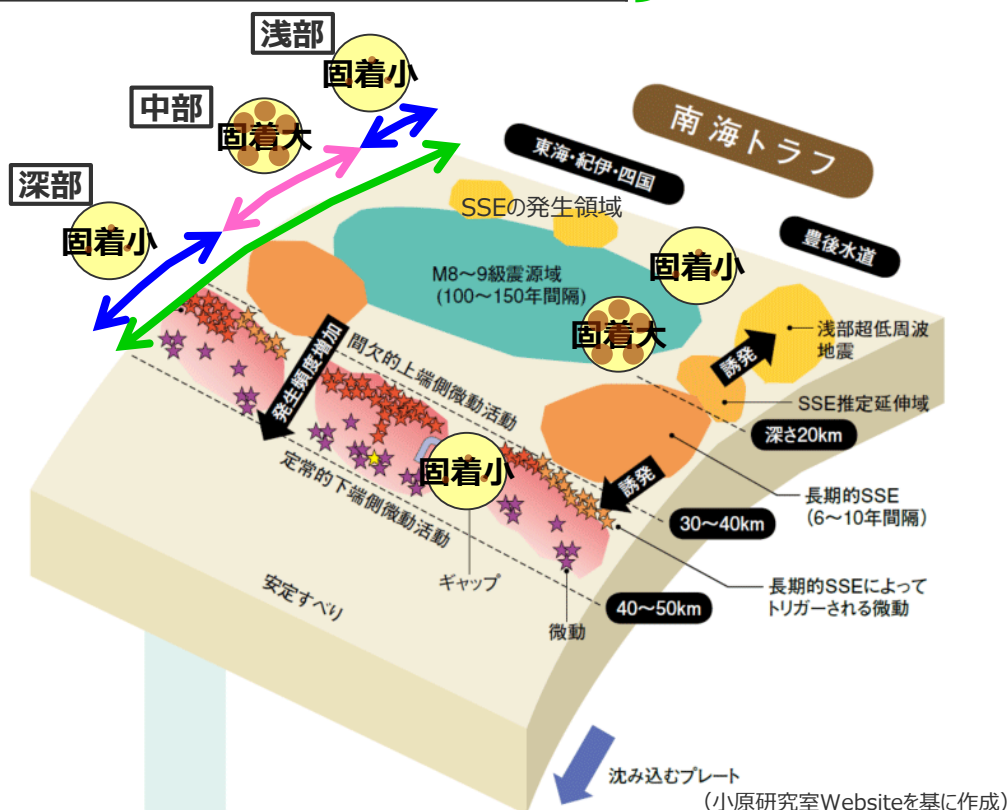 浅部
固着小
中部
固着大
深部
固着小
南海トラフ
東海・紀伊・四国
豊後水道
SSEの発生領域
固着小
M8～9級震源域
(100～150年間隔)
固着大
浅部超低周波
地震
誘発
SSE推定延伸域
深さ20km
発生頻度増加
間欠的上端側微動活動
定常的下端側微動活動
固着小
誘発
長期的SSE
(6～10年間隔)
30～40km
長期的SSEによって
トリガーされる微動
40～50km
ギャップ
微動
安定すべり
沈み込むプレート
(小原研究室Websiteを基に作成)